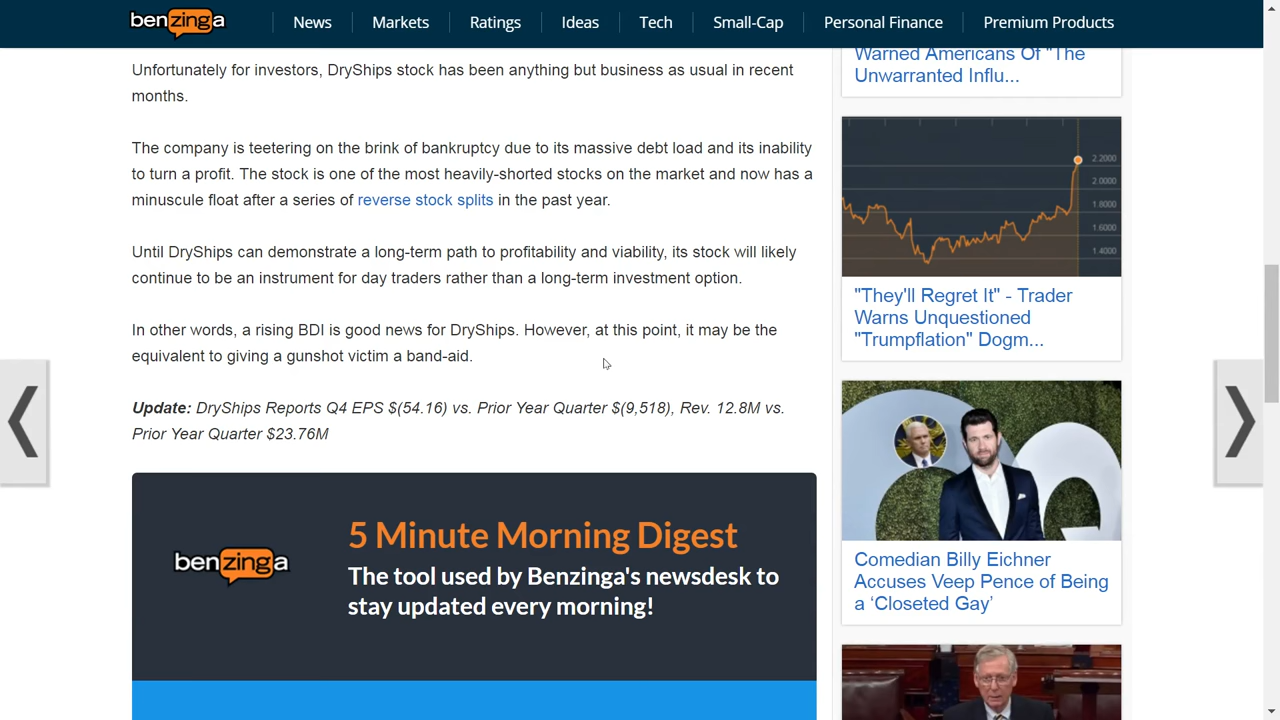 benzinga
News
Markets
Ratings
Ideas
Tech
Small-Cap
Personal Finance
Premium Products
Unfortunately for investors, DryShips stock has been anything but business as usual in recent
months.
The company is teetering on the brink of bankruptcy due to its massive debt load and its inability
to turn a profit. The stock is one of the most heavily-shorted stocks on the market and now has a
minuscule float after a series of reverse stock splits in the past year.
Until DryShips can demonstrate a long-term path to profitability and viability, its stock will likely
continue to be an instrument for day traders rather than a long-term investment option.
In other words, a rising BDI is good news for DryShips. However, at this point, it may be the
equivalent to giving a gunshot victim a band-aid.
Update: DryShips Reports Q4 EPS $(54.16) vs. Prior Year Quarter $(9,518), Rev. 12.8M vs.
Prior Year Quarter $23.76M
benzinga
5 Minute Morning Digest
The tool used by Benzinga's newsdesk to
stay updated every morning!
Warned Americans Of "The
Unwarranted Influ...
2.2000
2.0000
1.8000
1.6000
1.4000
"They'll Regret It" - Trader
Warns Unquestioned
"Trumpflation" Dogm...
Comedian Billy Eichner
Accuses Veep Pence of Being
a ‘Closeted Gay’